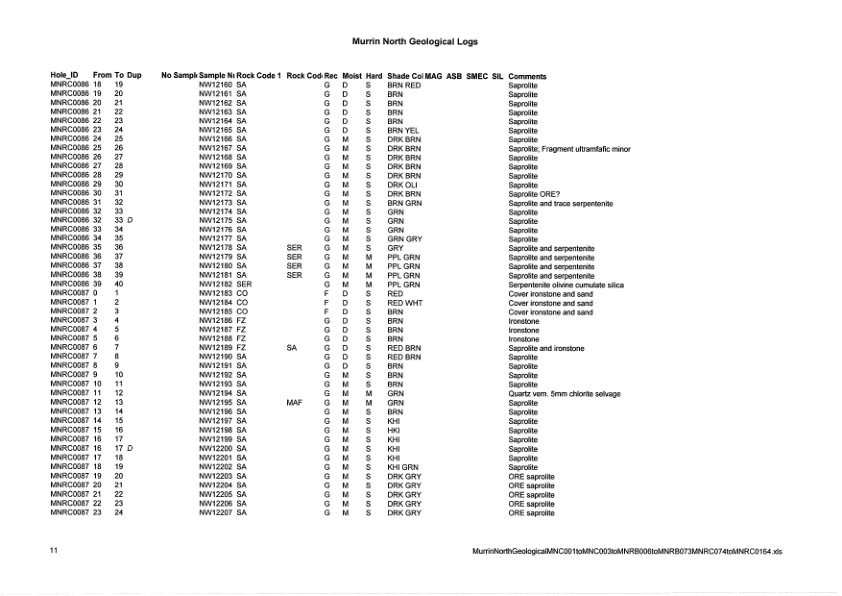 Murrin North Geological Logs
Hole_ID From To Dup No Sampl Sample N Rock Code 1 Rock Cod Rec Moist Hard Shade Col MAG ASB SMEC SIL Comments
MNRC0086 18 19 NW12160 SA G D S BRN RED Saprolite
MNRC0086 19 20 NW12161 SA G D S BRN Saprolite
MNRC0086 20 21 NW12162 SA G D S BRN Saprolite
MNRC0086 21 22 NW12163 SA G D S BRN Saprolite
MNRC0086 22 23 NW12164 SA G D S BRN Saprolite
MNRC0086 23 24 NW12165 SA G D S BRN YEL Saprolite
MNRC0086 24 25 NW12166 SA G M S DRK BRN Saprolite
MNRC0086 25 26 NW12167 SA G M S DRK BRN Saprolite; Fragment ultramfafic minor
MNRC0086 26 27 NW12168 SA G M S DRK BRN Saprolite
MNRC0086 27 28 NW12169 SA G M S DRK BRN Saprolite
MNRC0086 28 29 NW12170 SA G M S DRK BRN Saprolite
MNRC0086 29 30 NW12171 SA G M S DRK OLI Saprolite
MNRC0086 30 31 NW12172 SA G M S DRK BRN Saprolite ORE?
MNRC0086 31 32 NW12173 SA G M S BRN GRN Saprolite and trace serpentenite
MNRC0086 32 33 NW12174 SA G M S GRN Saprolite
MNRC0086 32 33 D NW12175 SA G M S GRN Saprolite
MNRC0086 33 34 NW12176 SA G M S GRN Saprolite
MNRC0086 34 35 NW12177 SA G M S GRN GRY Saprolite
MNRC0086 35 36 NW12178 SA SER G M S GRY Saprolite and serpentenite
MNRC0086 36 37 NW12179 SA SER G M M PPL GRN Saprolite and serpentenite
MNRC0086 37 38 NW12180 SA SER G M M PPL GRN Saprolite and serpentenite
MNRC0086 38 39 NW12181 SA SER G M M PPL GRN Saprolite and serpentenite
MNRC0086 39 40 NW12182 SER G M M PPL GRN Serpentenite olivine cumulate silica
MNRC0087 0 1 NW12183 CO F D S RED Cover ironstone and sand
MNRC0087 1 2 NW12184 CO F D S RED WHT Cover ironstone and sand
MNRC0087 2 3 NW12185 CO F D S BRN Cover ironstone and sand
MNRC0087 3 4 NW12186 FZ G D S BRN Ironstone
MNRC0087 4 5 NW12187 FZ G D S BRN Ironstone
MNRC0087 5 6 NW12188 FZ G D S BRN Ironstone
MNRC0087 6 7 NW12189 FZ SA G D S RED BRN Saprolite and ironstone
MNRC0087 7 8 NW12190 SA G D S RED BRN Saprolite
MNRC0087 8 9 NW12191 SA G D S BRN Saprolite
MNRC0087 9 10 NW12192 SA G M S BRN Saprolite
MNRC0087 10 11 NW12193 SA G M S BRN Saprolite
MNRC0087 11 12 NW12194 SA G M M GRN Quartz vem. 5mm chlorite selvage
MNRC0087 12 13 NW12195 SA MAF G M M GRN Saprolite
MNRC0087 13 14 NW12196 SA G M S BRN Saprolite
MNRC0087 14 15 NW12197 SA G M S KHI Saprolite
MNRC0087 15 16 NW12198 SA G M S HKI Saprolite
MNRC0087 16 17 NW12199 SA G M S KHI Saprolite
MNRC0087 16 17 D NW12200 SA G M S KHI Saprolite
MNRC0087 17 18 NW12201 SA G M S KHI Saprolite
MNRC0087 18 19 NW12202 SA G M S KHI GRN Saprolite
MNRC0087 19 20 NW12203 SA G M S DRK GRY ORE saprolite
MNRC0087 20 21 NW12204 SA G M S DRK GRY ORE saprolite
MNRC0087 21 22 NW12205 SA G M S DRK GRY ORE saprolite
MNRC0087 22 23 NW12206 SA G M S DRK GRY ORE saprolite
MNRC0087 23 24 NW12207 SA G M S DRK GRY ORE saprolite
11 MurrinNorthGeologicalMNC001toMNC003toMNRB006toMNRB073MNRC074toMNRC0164.xls